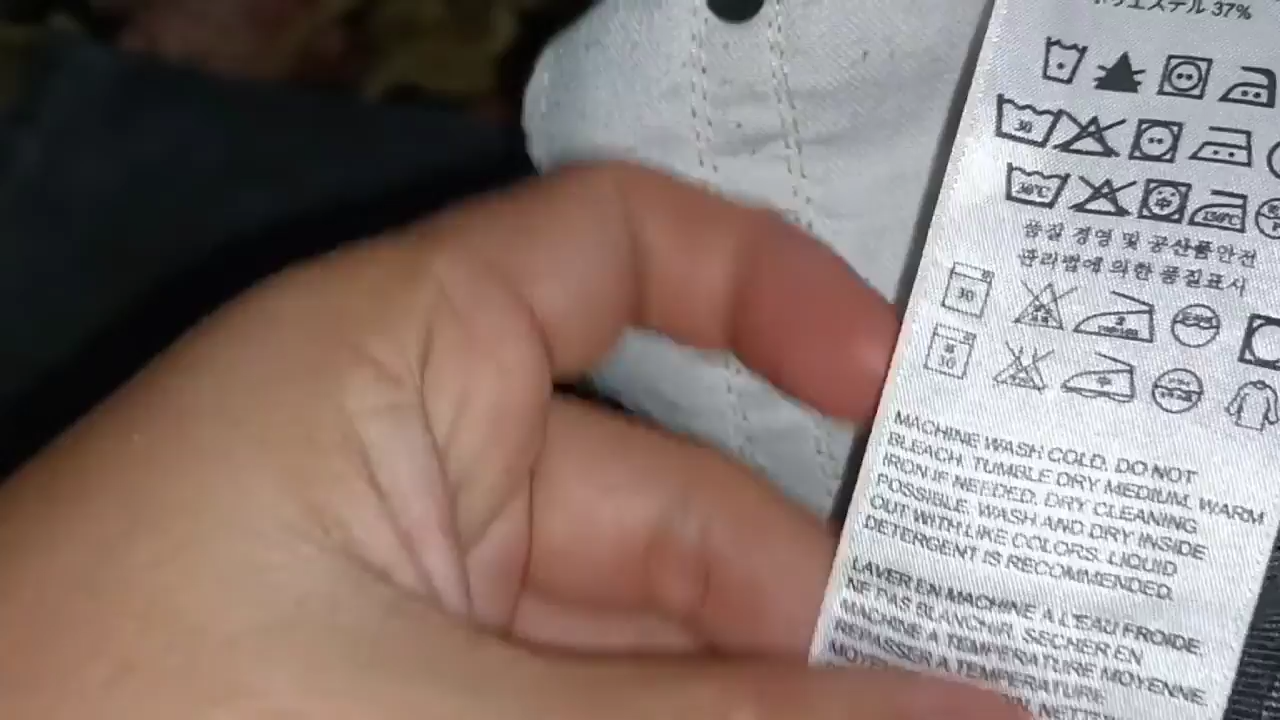 ポリエステル 37%
30
30°C
품질 경영 및 공산품안전
관리법에 의한 품질표시
30
30
MACHINE WASH COLD. DO NOT
BLEACH. TUMBLE DRY MEDIUM. WARM
IRON IF NEEDED. DRY CLEANING
POSSIBLE. WASH AND DRY INSIDE
OUT WITH LIKE COLORS. LIQUID
DETERGENT IS RECOMMENDED.
LAVER EN MACHINE A L'EAU FROIDE.
NE PAS BLANCHIR. SECHER EN
MACHINE A TEMPERATURE MOYENNE.
REPASSER A TEMPERATURE